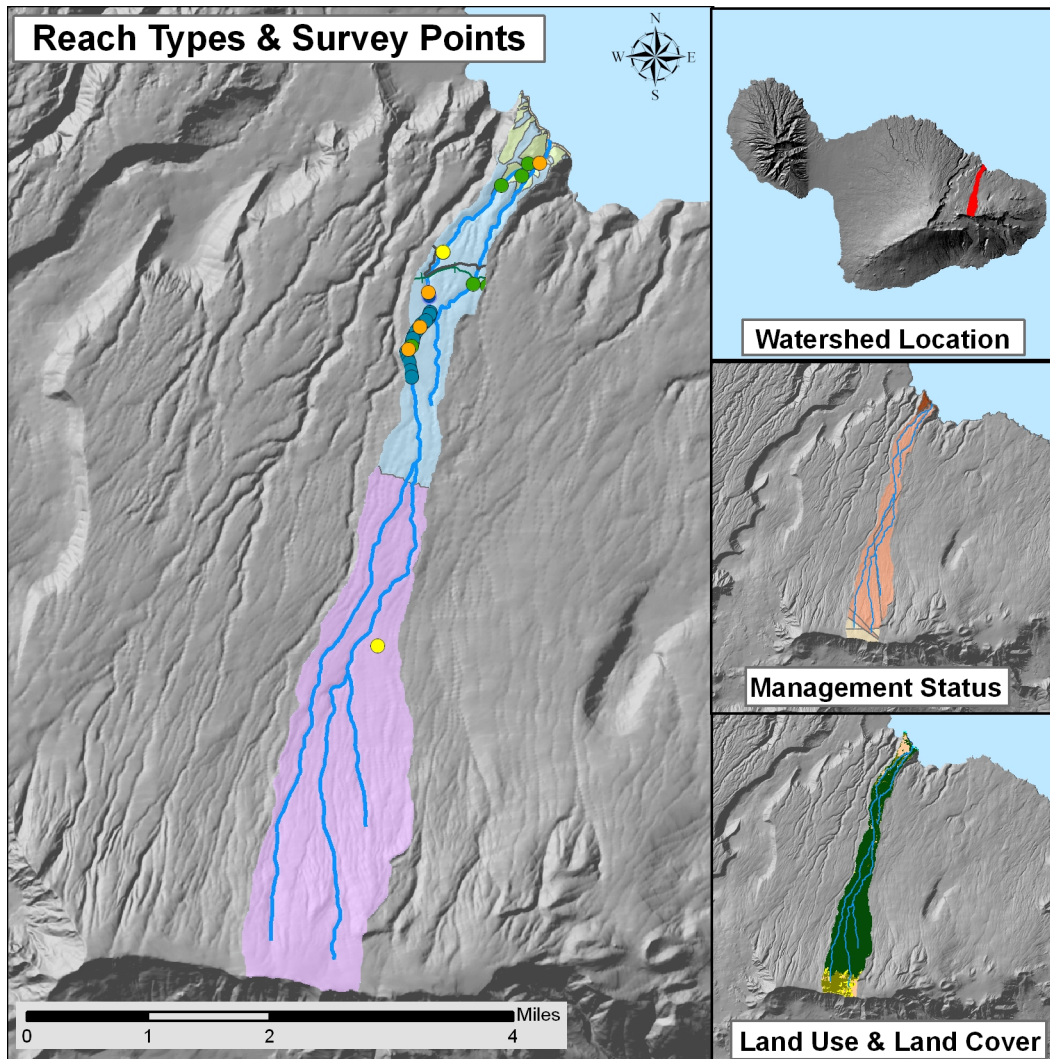 Reach Types & Survey Points
N
W E
S
Watershed Location
Management Status
Miles
0 1 2 4
Land Use & Land Cover